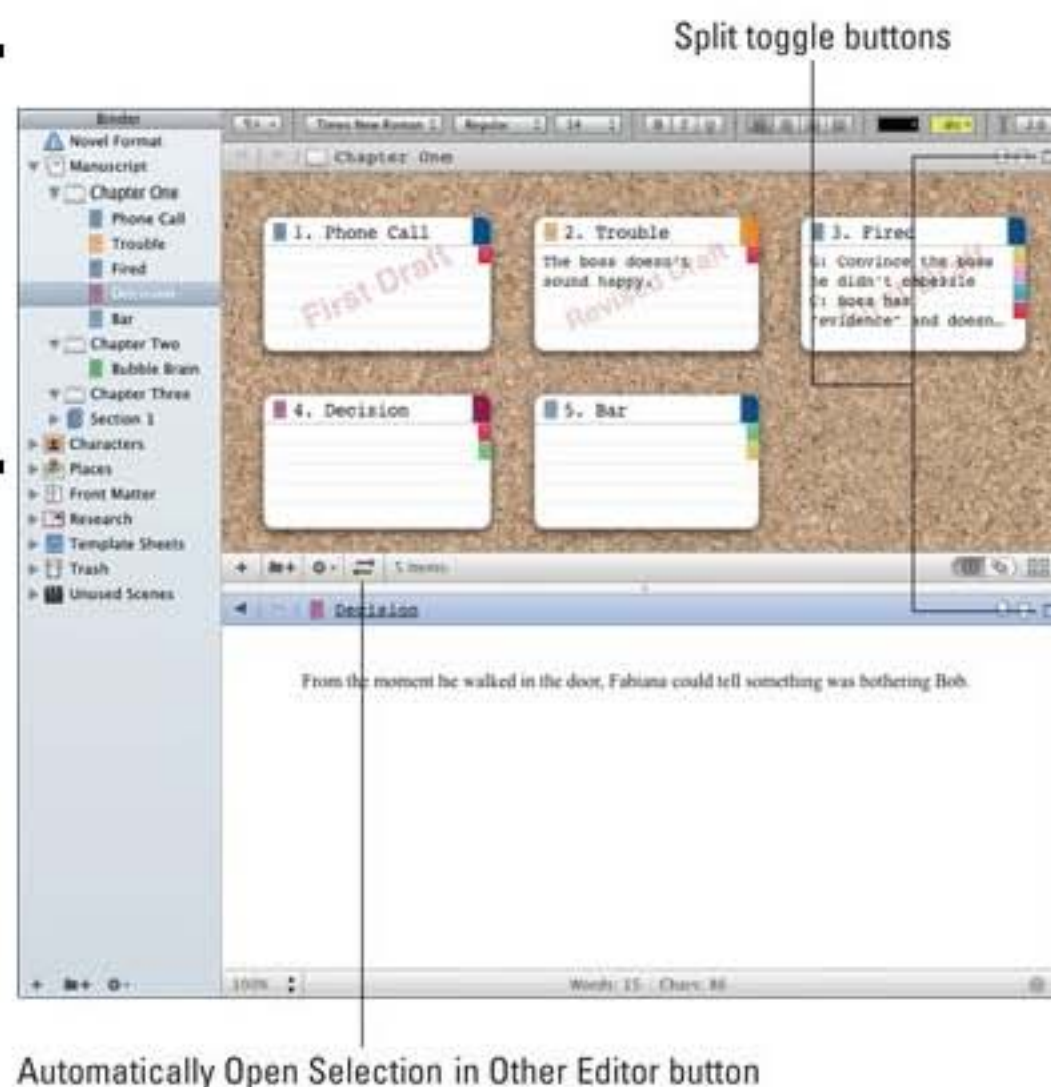 Split toggle buttons
Binder
Novel Format
Manuscript
Chapter One
Phone Call
Trouble
Fired
Decision
Bar
Chapter Two
Bubble Brain
Chapter Three
Section 1
Characters
Places
Front Matter
Research
Template Sheets
Trash
Unused Scenes
Times New Roman Regular 14 B I U
Chapter One
1. Phone Call
First Draft
2. Trouble
The boss doesn't
sound happy.
Revised Draft
3. Fired
G: Convince the boss
he didn't embezzle
C: Boss has
"evidence" and doesn…
4. Decision
5. Bar
5 items
Decision
From the moment he walked in the door, Fabiana could tell something was bothering Bob.
100%
Words: 15 Chars: 86
Automatically Open Selection in Other Editor button